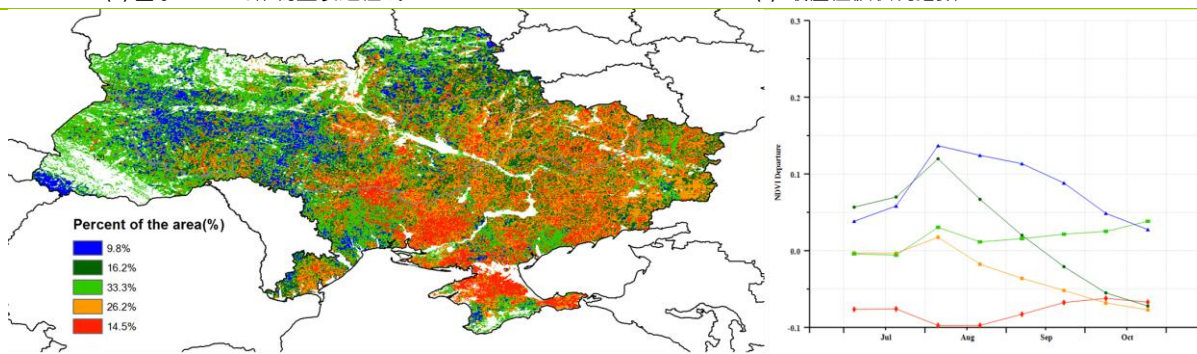 Percent of the area(%)
9.8%
16.2%
33.3%
26.2%
14.5%
0.3
0.2
0.1
0.0
-0.1
NDVI Departure
Jul
Aug
Sep
Oct